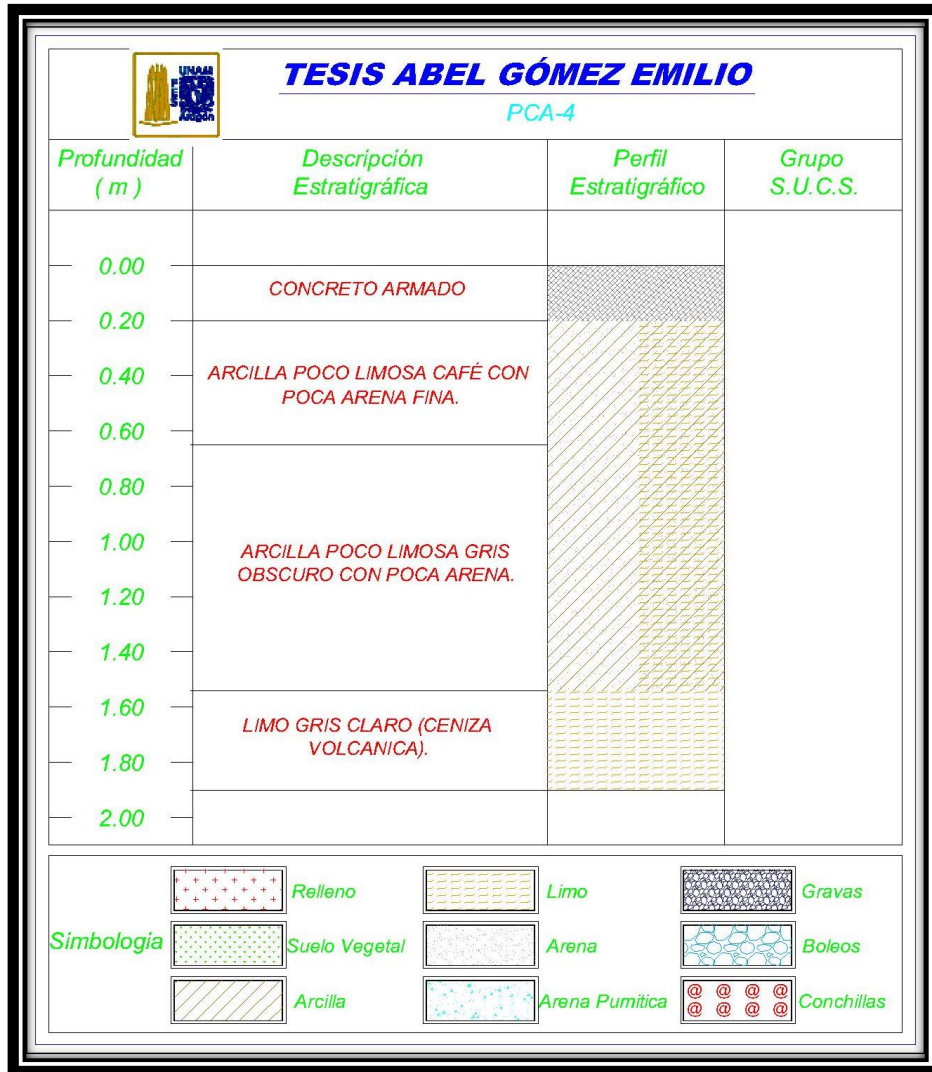 UNAM
FES
Aragón
TESIS ABEL GÓMEZ EMILIO
PCA-4
Profundidad
( m )
Descripción
Estratigráfica
Perfil
Estratigráfico
Grupo
S.U.C.S.
0.00
CONCRETO ARMADO
0.20
0.40
ARCILLA POCO LIMOSA CAFÉ CON
POCA ARENA FINA.
0.60
0.80
1.00
ARCILLA POCO LIMOSA GRIS
OBSCURO CON POCA ARENA.
1.20
1.40
1.60
LIMO GRIS CLARO (CENIZA
VOLCANICA).
1.80
2.00
Simbología
Relleno
Limo
Gravas
Suelo Vegetal
Arena
Boleos
Arcilla
Arena Pumitica
@ @ @ @
@ @ @ @
Conchillas